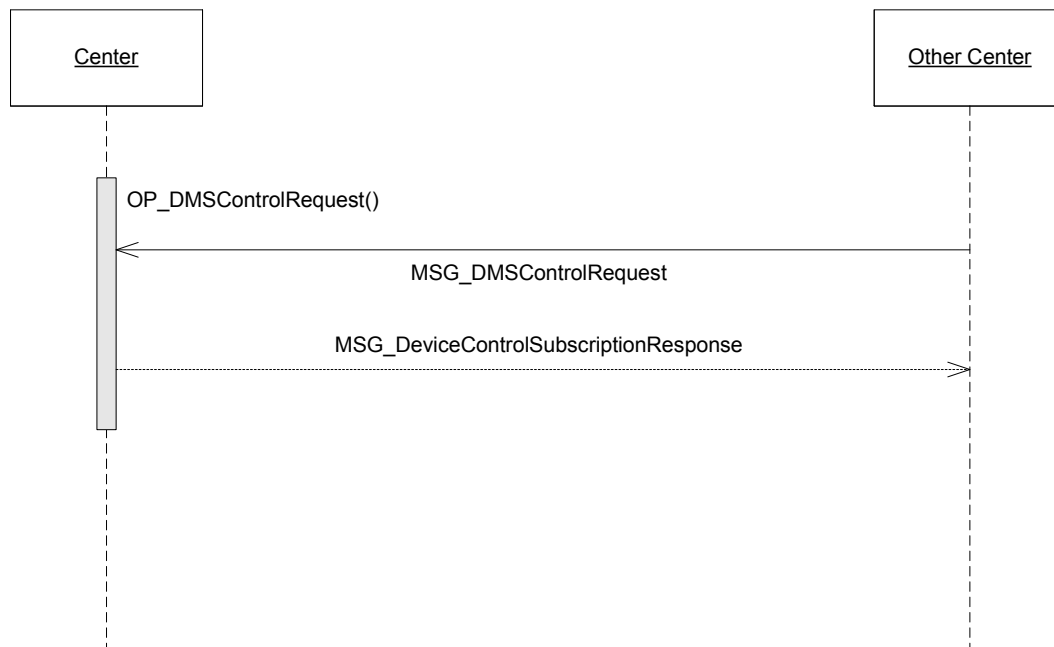 Center
Other Center
OP_DMSControlRequest()
MSG_DMSControlRequest
MSG_DeviceControlSubscriptionResponse